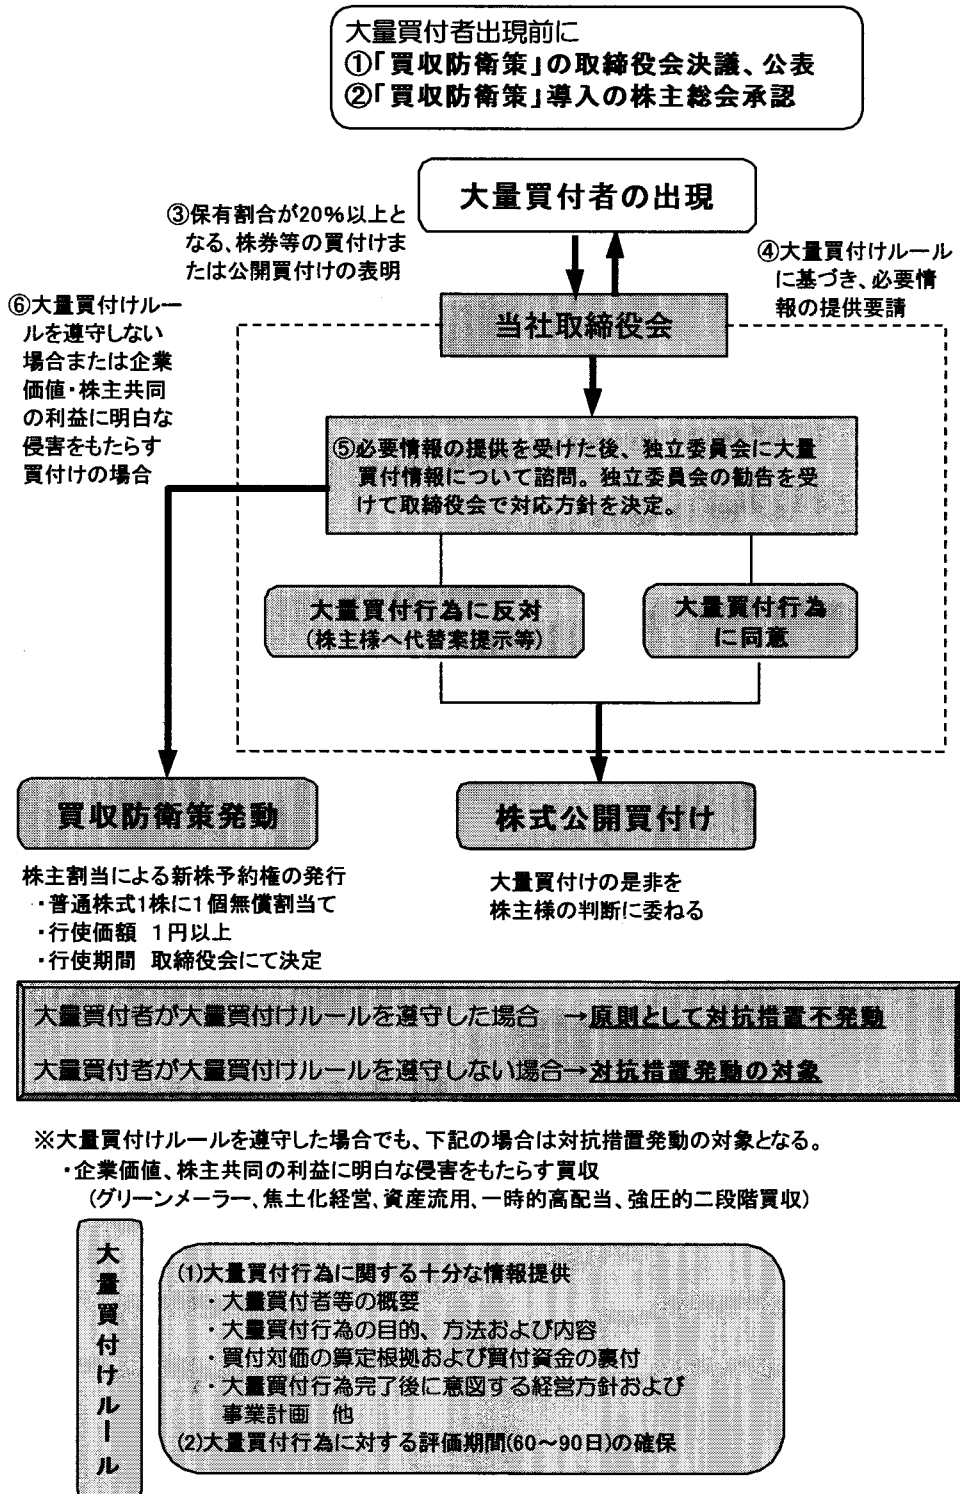 大量買付者出現前に
①「買収防衛策」の取締役会決議、公表
②「買収防衛策」導入の株主総会承認
大量買付者の出現
③保有割合が20%以上と
なる、株券等の買付けま
たは公開買付けの表明
④大量買付けルール
に基づき、必要情
報の提供要請
⑥大量買付けルー
ルを遵守しない
場合または企業
価値・株主共同
の利益に明白な
侵害をもたらす
買付けの場合
当社取締役会
⑤必要情報の提供を受けた後、独立委員会に大量
買付情報について諮問。独立委員会の勧告を受
けて取締役会で対応方針を決定。
大量買付行為に反対
(株主様へ代替案提示等)
大量買付行為
に同意
買収防衛策発動
株式公開買付け
株主割当による新株予約権の発行
・普通株式1株に1個無償割当て
・行使価額 1円以上
・行使期間 取締役会にて決定
大量買付けの是非を
株主様の判断に委ねる
大量買付者が大量買付けルールを遵守した場合 →原則として対抗措置不発動
大量買付者が大量買付けルールを遵守しない場合→対抗措置発動の対象
※大量買付けルールを遵守した場合でも、下記の場合は対抗措置発動の対象となる。
・企業価値、株主共同の利益に明白な侵害をもたらす買収
(グリーンメーラー、焦土化経営、資産流用、一時的高配当、強圧的二段階買収)
大量買付けルール
(1)大量買付行為に関する十分な情報提供
・大量買付者等の概要
・大量買付行為の目的、方法および内容
・買付対価の算定根拠および買付資金の裏付
・大量買付行為完了後に意図する経営方針および
事業計画 他
(2)大量買付行為に対する評価期間(60～90日)の確保